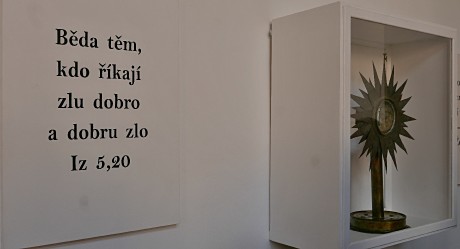 Běda těm,
kdo říkají
zlu dobro
a dobru zlo
Iz 5,20